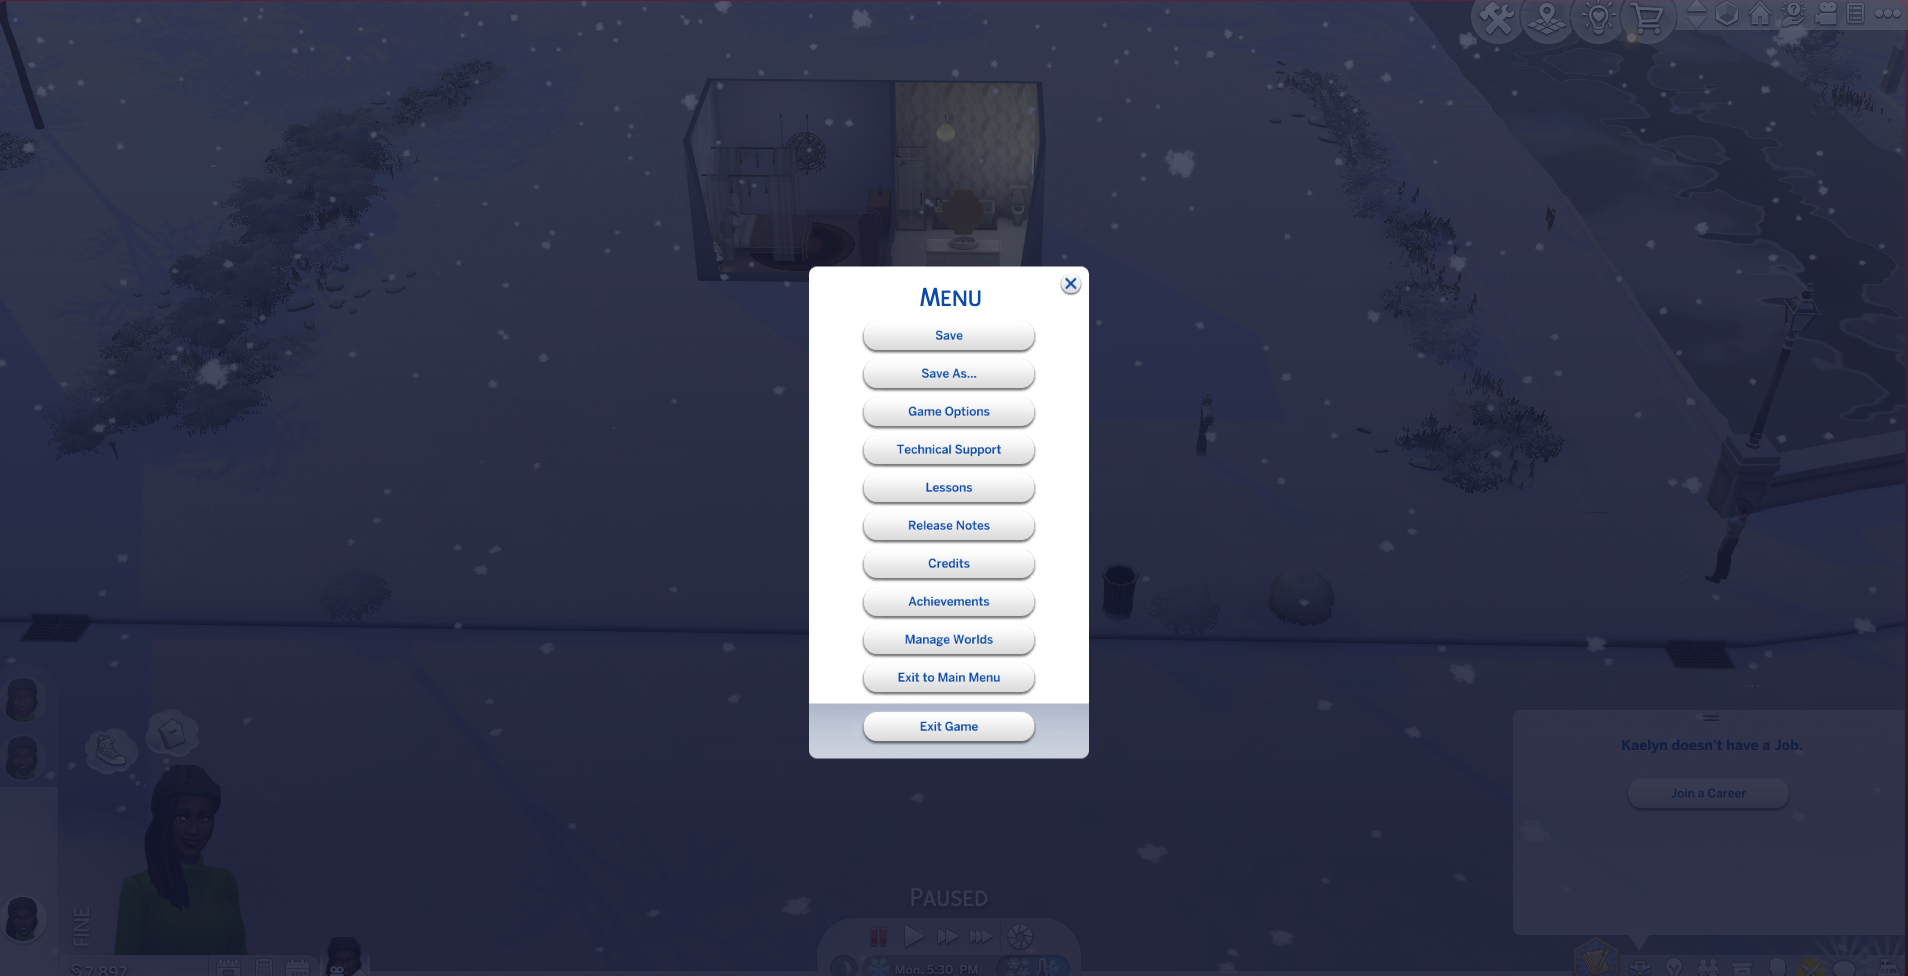 MENU
Save
Save As...
Game Options
Technical Support
Lessons
Release Notes
Credits
Achievements
Manage Worlds
Exit to Main Menu
Exit Game
Kaelyn doesn't have a Job.
Join a Career
PAUSED
FINE
§7,897
Mon. 5:30 PM